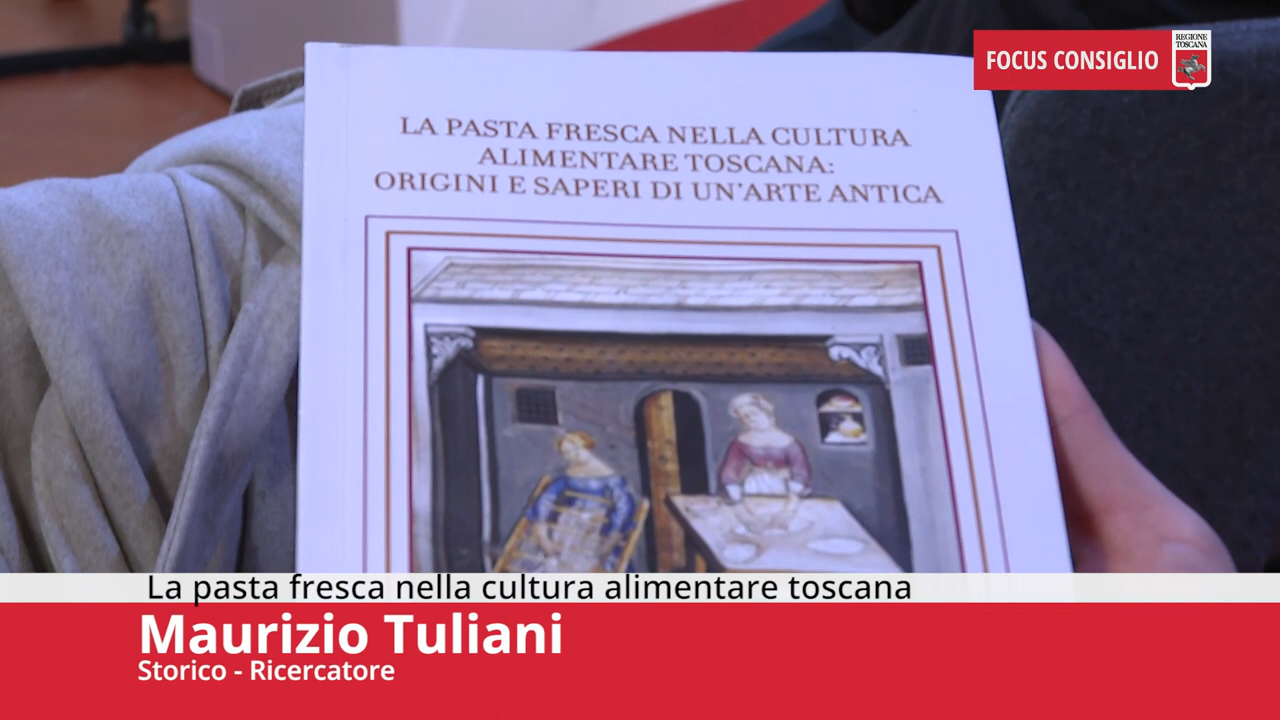 FOCUS CONSIGLIO
REGIONE
TOSCANA
LA PASTA FRESCA NELLA CULTURA
ALIMENTARE TOSCANA:
ORIGINI E SAPERI DI UN'ARTE ANTICA
La pasta fresca nella cultura alimentare toscana
Maurizio Tuliani
Storico - Ricercatore